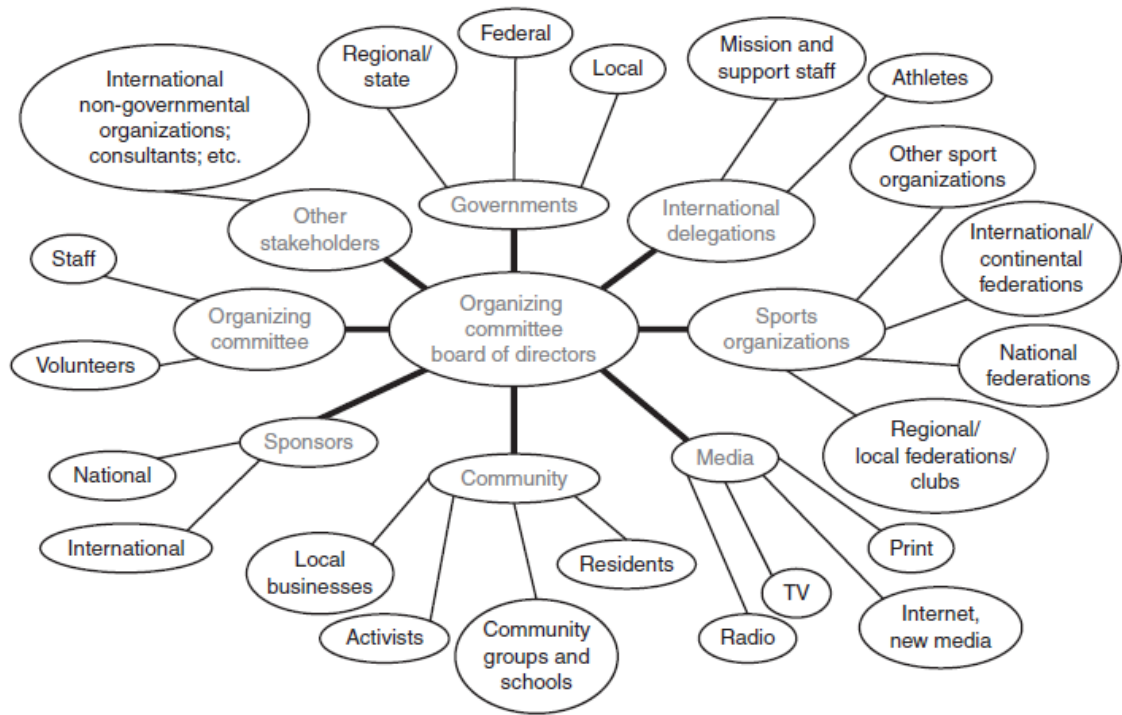 Federal
Regional/
state
Local
Mission and
support staff
Athletes
International
non-governmental
organizations;
consultants; etc.
Other sport
organizations
Other
stakeholders
Governments
International
delegations
International/
continental
federations
Staff
Organizing
committee
Organizing
committee
board of directors
Sports
organizations
Volunteers
National
federations
Sponsors
Community
Media
Regional/
local federations/
clubs
National
International
Local
businesses
Activists
Community
groups and
schools
Residents
Radio
TV
Internet,
new media
Print